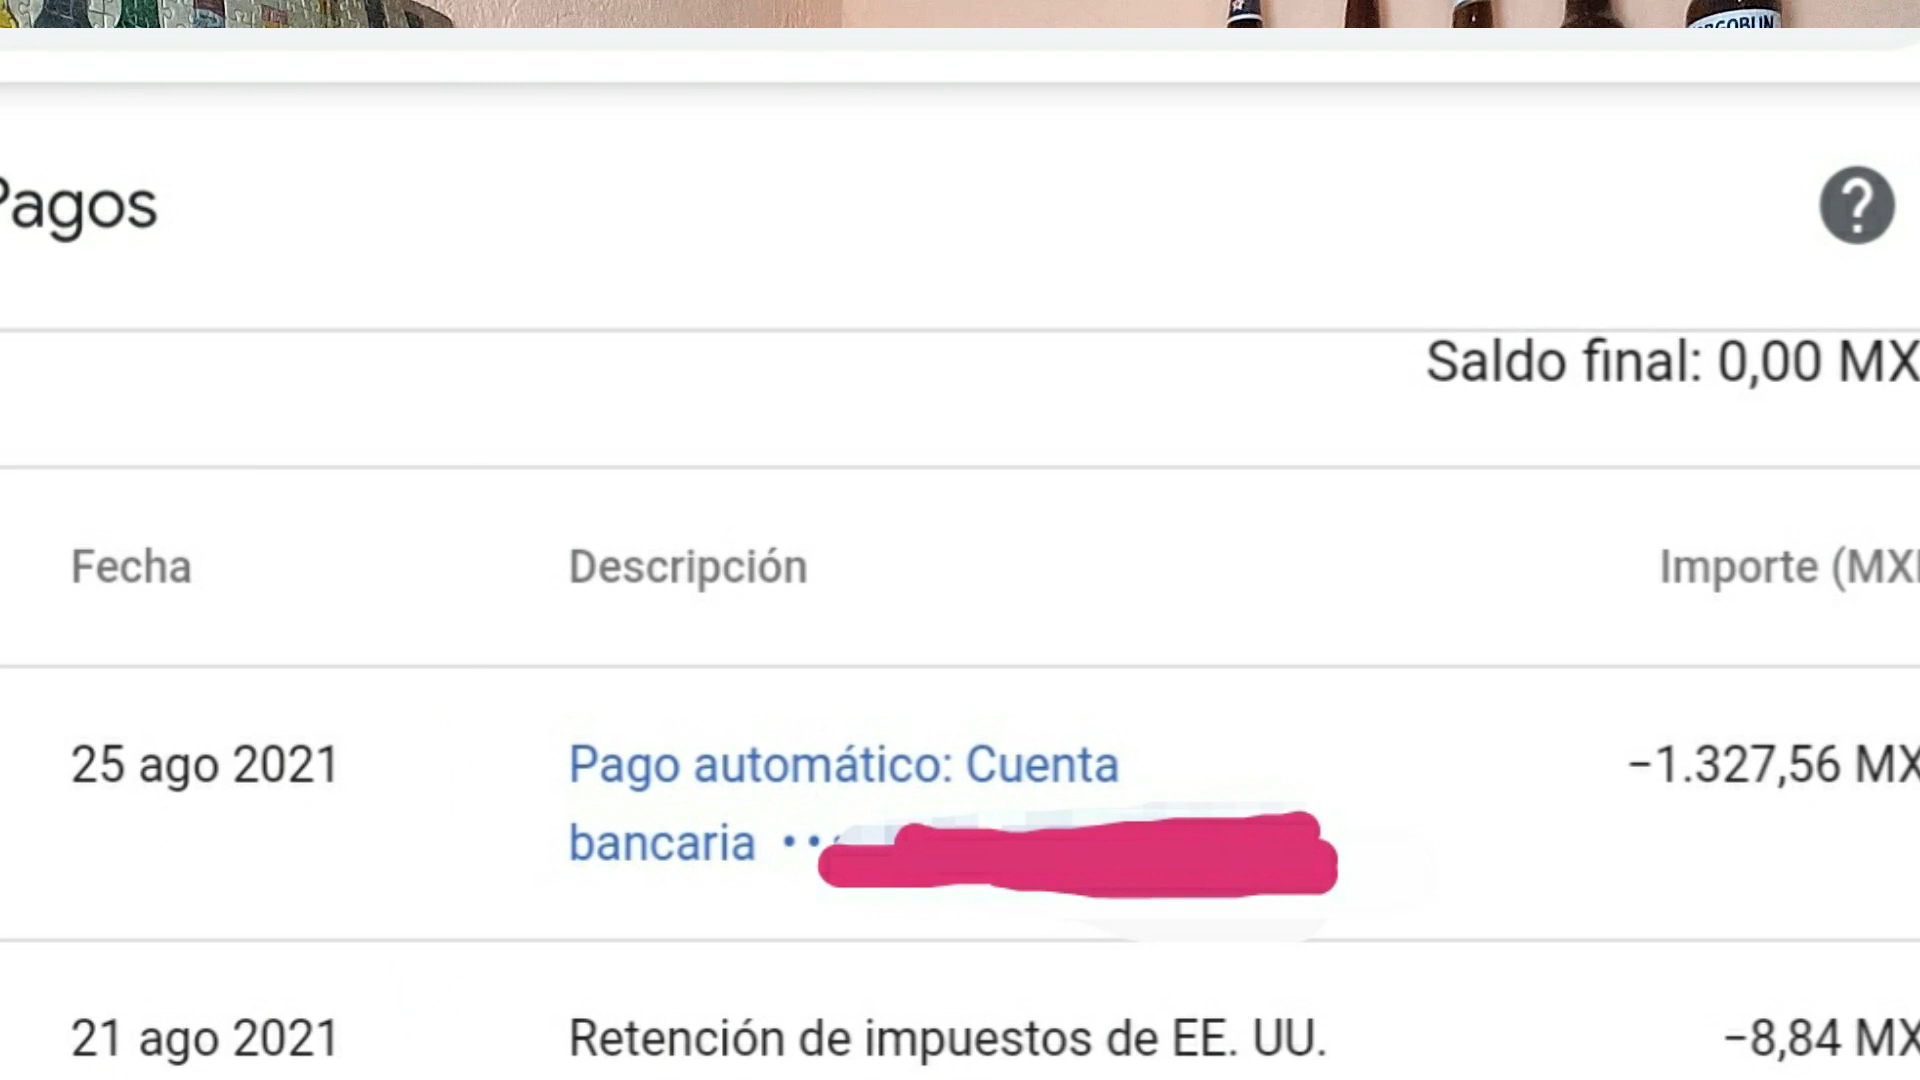 Pagos
Saldo final: 0,00 MX
Fecha Descripción Importe (MX
25 ago 2021 Pago automático: Cuenta −1.327,56 MX
bancaria
21 ago 2021 Retención de impuestos de EE. UU. −8,84 MX